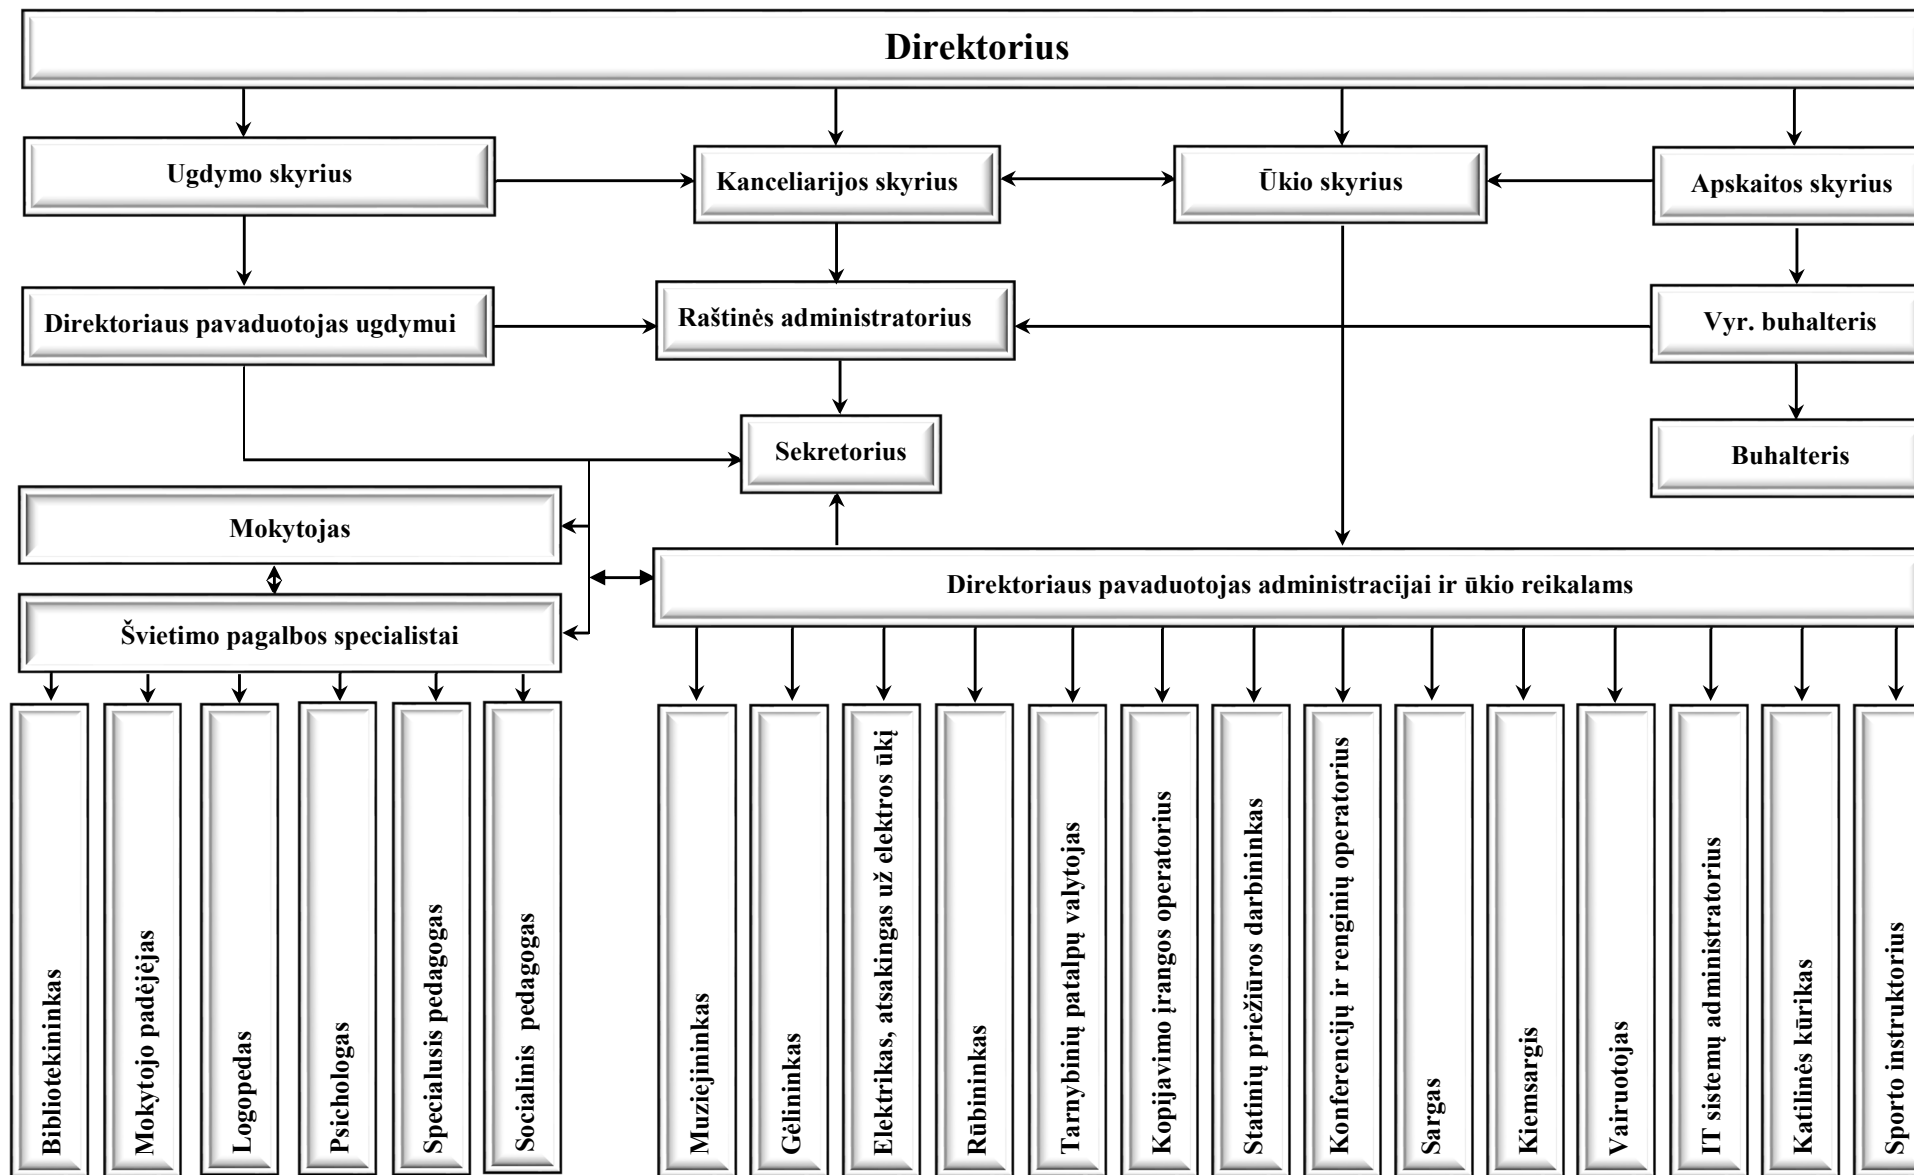 Direktorius
Ugdymo skyrius
Kanceliarijos skyrius
Ūkio skyrius
Apskaitos skyrius
Direktoriaus pavaduotojas ugdymui
Raštinės administratorius
Vyr. buhalteris
Sekretorius
Buhalteris
Mokytojas
Direktoriaus pavaduotojas administracijai ir ūkio reikalams
Švietimo pagalbos specialistai
Bibliotekininkas
Mokytojo padėjėjas
Logopedas
Psichologas
Specialusis pedagogas
Socialinis pedagogas
Muziejininkas
Gėlininkas
Elektrikas, atsakingas už elektros ūkį
Rūbininkas
Tarnybinių patalpų valytojas
Kopijavimo įrangos operatorius
Statinių priežiūros darbininkas
Konferencijų ir renginių operatorius
Sargas
Kiemsargis
Vairuotojas
IT sistemų administratorius
Katilinės kūrikas
Sporto instruktorius